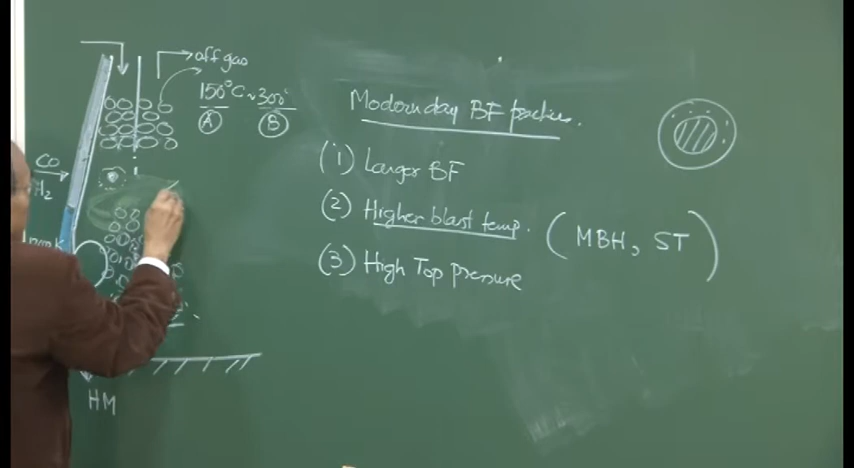 off gas
150°C ~ 300°
A B
CO
H₂
HM
Modern day BF practices.
(1) Larger BF
(2) Higher blast temp. (MBH, ST)
(3) High Top pressure